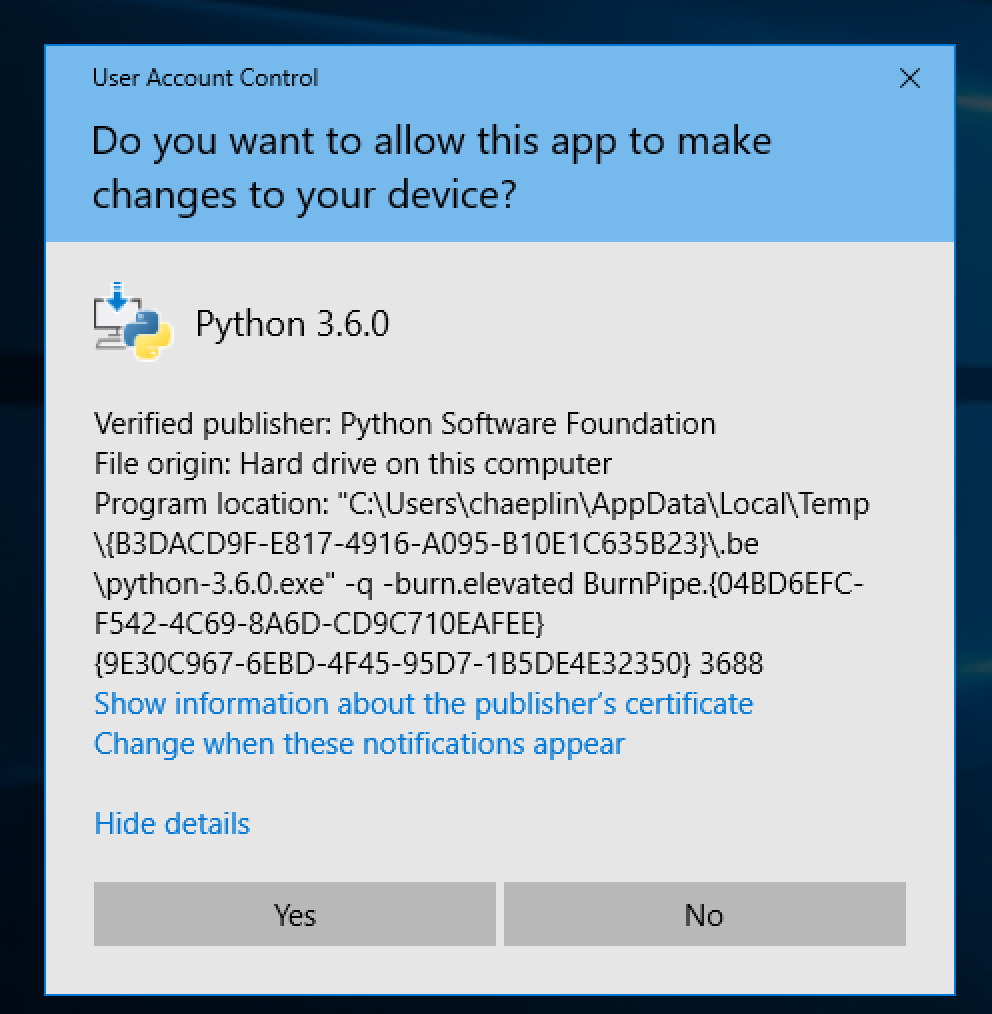 User Account Control
Do you want to allow this app to make
changes to your device?
Python 3.6.0
Verified publisher: Python Software Foundation
File origin: Hard drive on this computer
Program location: "C:\Users\chaeplin\AppData\Local\Temp
\{B3DACD9F-E817-4916-A095-B10E1C635B23}\.be
\python-3.6.0.exe" -q -burn.elevated BurnPipe.{04BD6EFC-
F542-4C69-8A6D-CD9C710EAFEE}
{9E30C967-6EBD-4F45-95D7-1B5DE4E32350} 3688
Show information about the publisher's certificate
Change when these notifications appear
Hide details
Yes
No